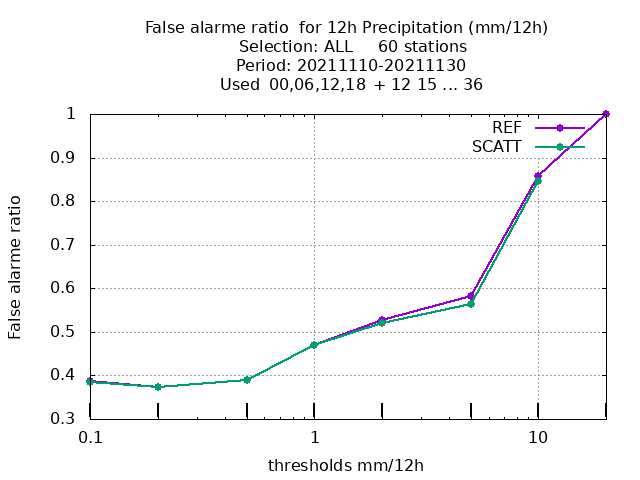 False alarme ratio  for 12h Precipitation (mm/12h)
Selection: ALL     60 stations
Period: 20211110-20211130
Used  00,06,12,18  + 12 15 ... 36
REF
SCATT
False alarme ratio
1
0.9
0.8
0.7
0.6
0.5
0.4
0.3
0.1
1
10
thresholds mm/12h